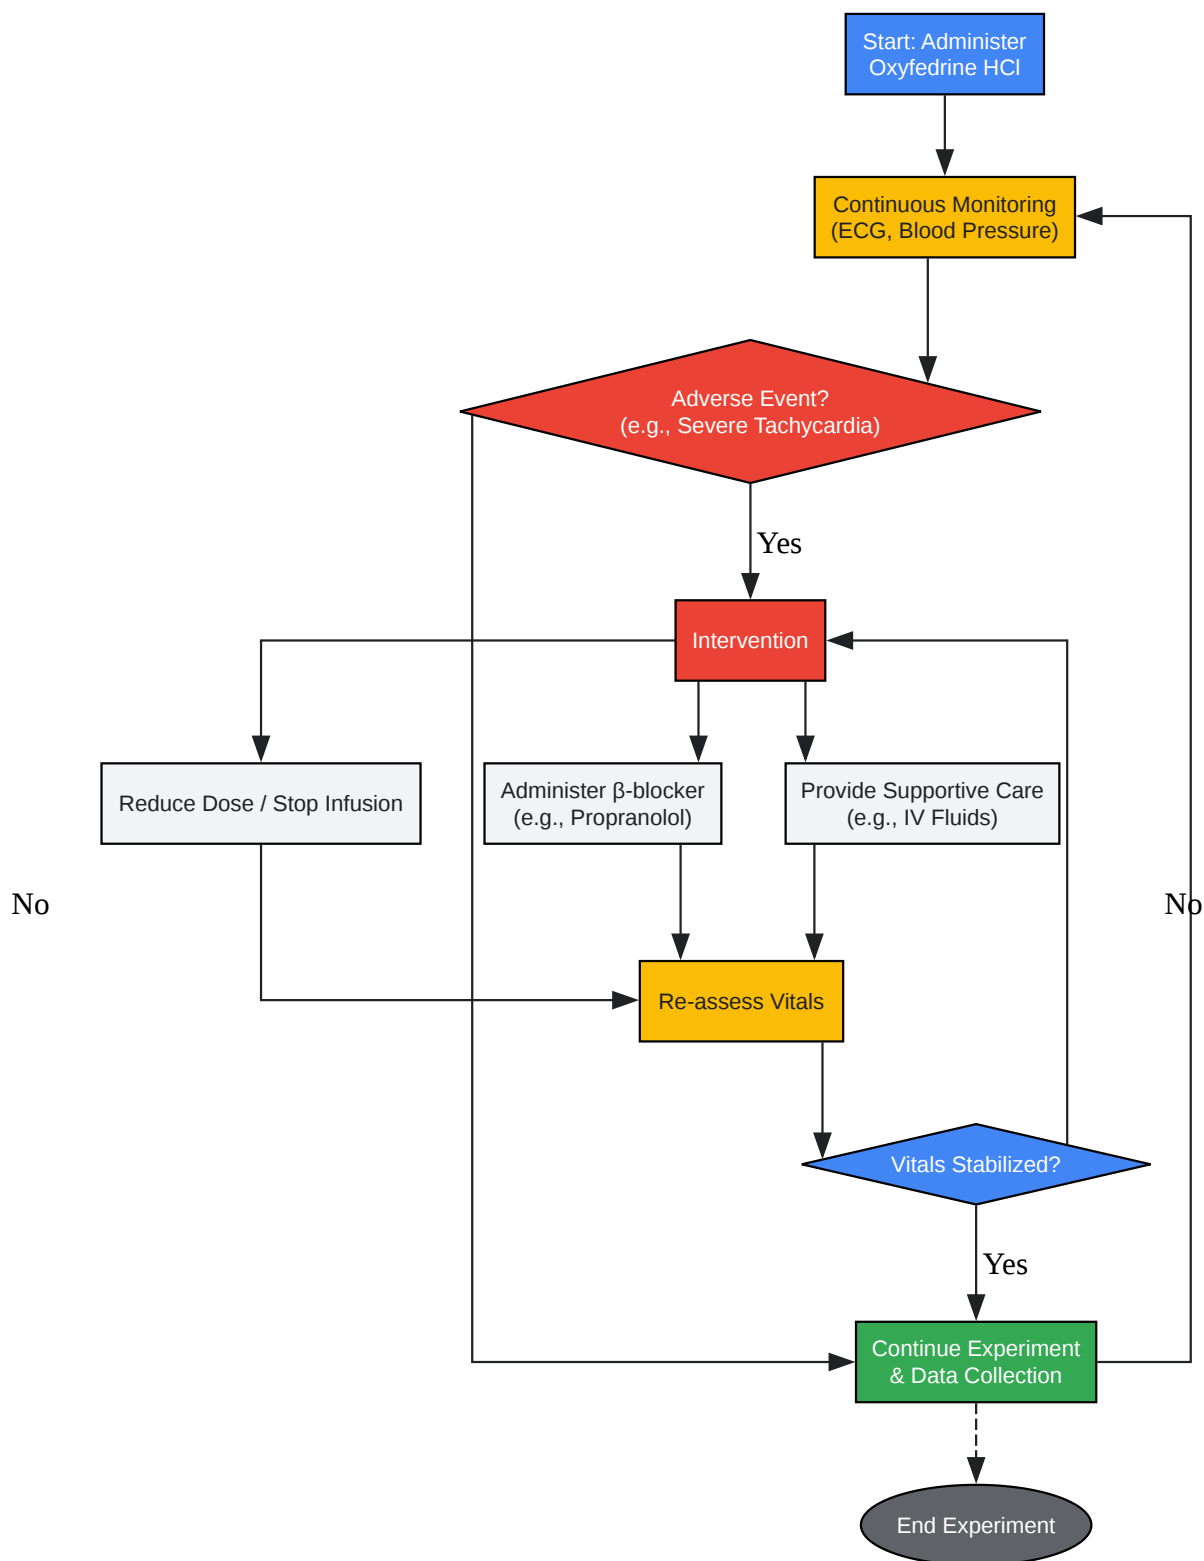 Start: Administer
Oxyfedrine HCl
Continuous Monitoring
(ECG, Blood Pressure)
Adverse Event?
(e.g., Severe Tachycardia)
Yes
Intervention
Reduce Dose / Stop Infusion
Administer β-blocker
(e.g., Propranolol)
Provide Supportive Care
(e.g., IV Fluids)
No
No
Re-assess Vitals
Vitals Stabilized?
Yes
Continue Experiment
& Data Collection
End Experiment